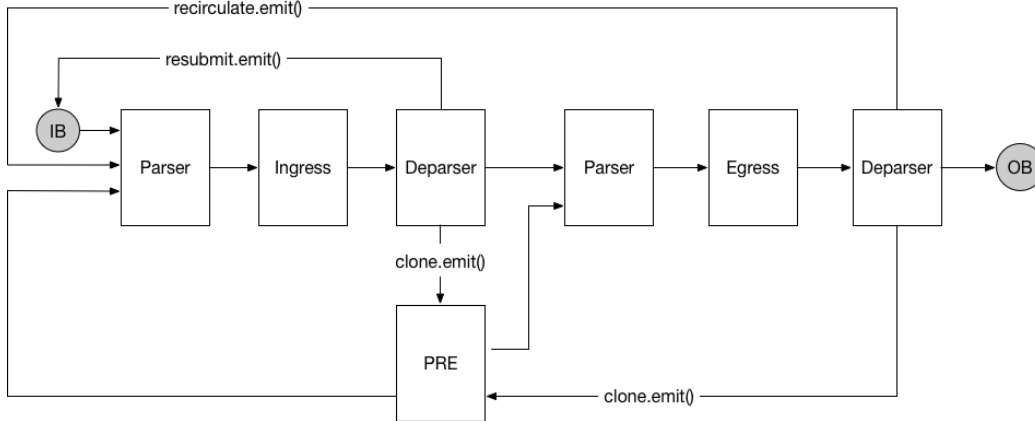 recirculate.emit()
resubmit.emit()
IB
Parser
Ingress
Deparser
Parser
Egress
Deparser
OB
clone.emit()
PRE
clone.emit()